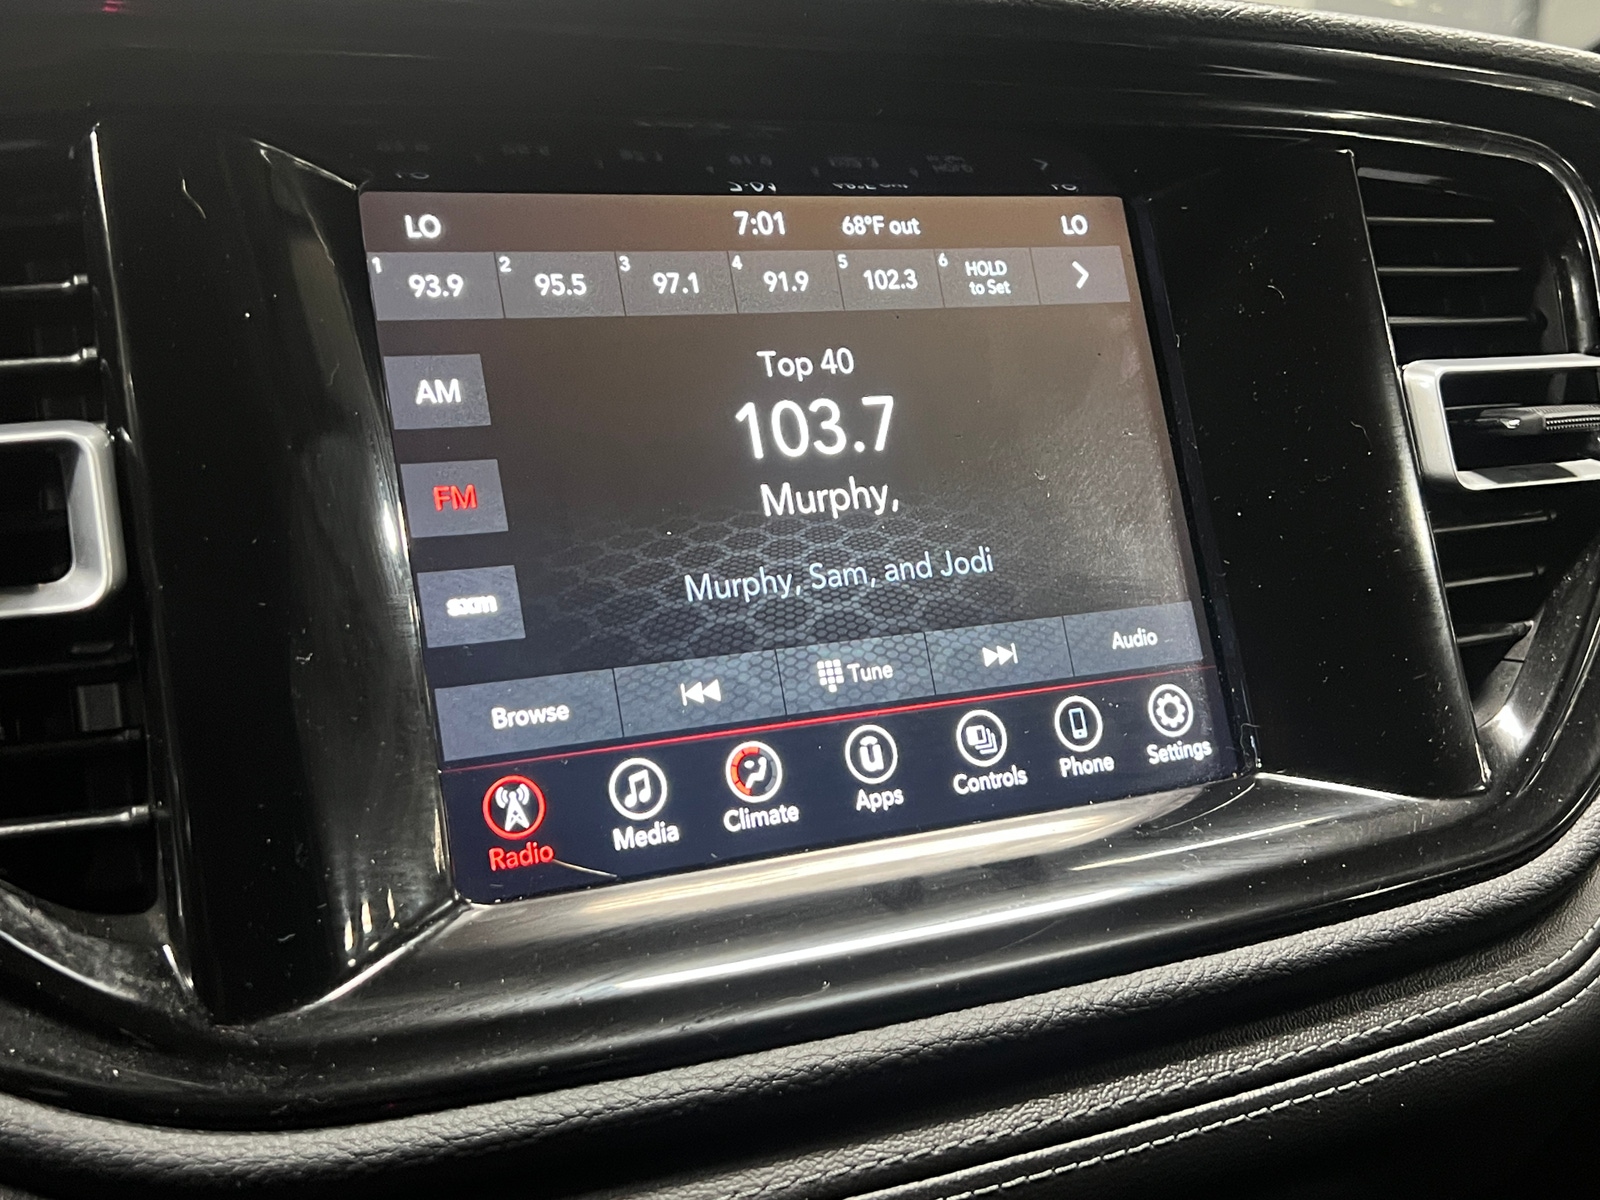 LO 7:01 68°F out LO
1 93.9 2 95.5 3 97.1 4 91.9 5 102.3 6 HOLD to Set
Top 40
AM
103.7
FM
Murphy,
Murphy, Sam, and Jodi
sxm
Browse Tune Audio
Radio Media Climate Apps Controls Phone Settings